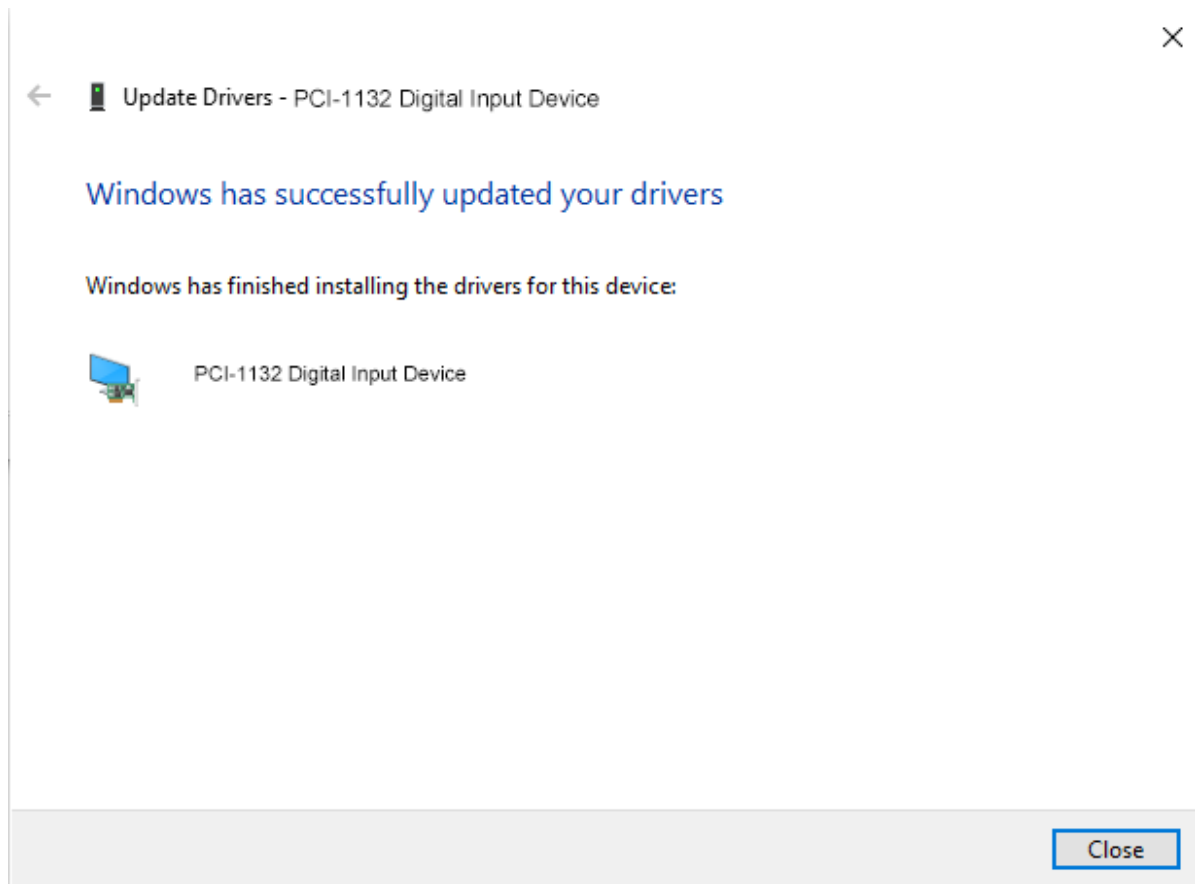 Update Drivers - PCI-1132 Digital Input Device
Windows has successfully updated your drivers
Windows has finished installing the drivers for this device:
PCI-1132 Digital Input Device
Close